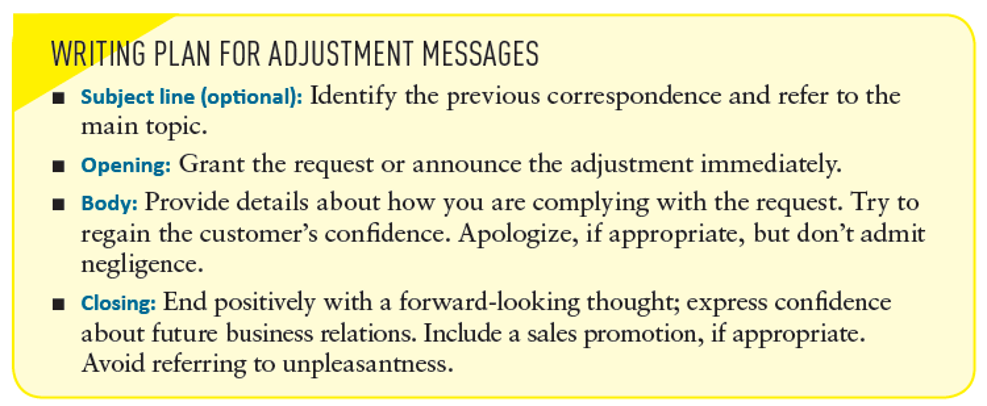 WRITING PLAN FOR ADJUSTMENT MESSAGES
■ Subject line (optional): Identify the previous correspondence and refer to the
main topic.
■ Opening: Grant the request or announce the adjustment immediately.
■ Body: Provide details about how you are complying with the request. Try to
regain the customer’s confidence. Apologize, if appropriate, but don’t admit
negligence.
■ Closing: End positively with a forward-looking thought; express confidence
about future business relations. Include a sales promotion, if appropriate.
Avoid referring to unpleasantness.